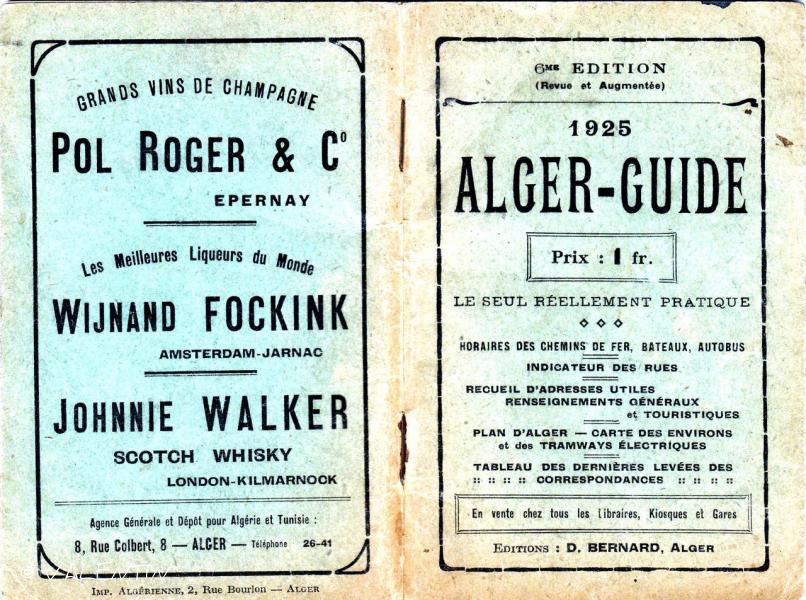 GRANDS VINS DE CHAMPAGNE
POL ROGER & Cº
EPERNAY
Les Meilleures Liqueurs du Monde
WIJNAND FOCKINK
AMSTERDAM-JARNAC
JOHNNIE WALKER
SCOTCH WHISKY
LONDON-KILMARNOCK
Agence Générale et Dépôt pour Algérie et Tunisie :
8, Rue Colbert, 8 — ALGER — Téléphone 26-41
IMP. ALGÉRIENNE, 2, Rue Bourlon — ALGER
6ME EDITION
(Revue et Augmentée)
1925
ALGER-GUIDE
Prix : 1 fr.
LE SEUL RÉELLEMENT PRATIQUE
HORAIRES DES CHEMINS DE FER, BATEAUX, AUTOBUS
INDICATEUR DES RUES
RECUEIL D'ADRESSES UTILES
RENSEIGNEMENTS GÉNÉRAUX
et TOURISTIQUES
PLAN D'ALGER — CARTE DES ENVIRONS
et des TRAMWAYS ÉLECTRIQUES
TABLEAU DES DERNIÈRES LEVÉES DES
:: :: :: :: CORRESPONDANCES :: :: :: ::
En vente chez tous les Libraires, Kiosques et Gares
EDITIONS : D. BERNARD, ALGER